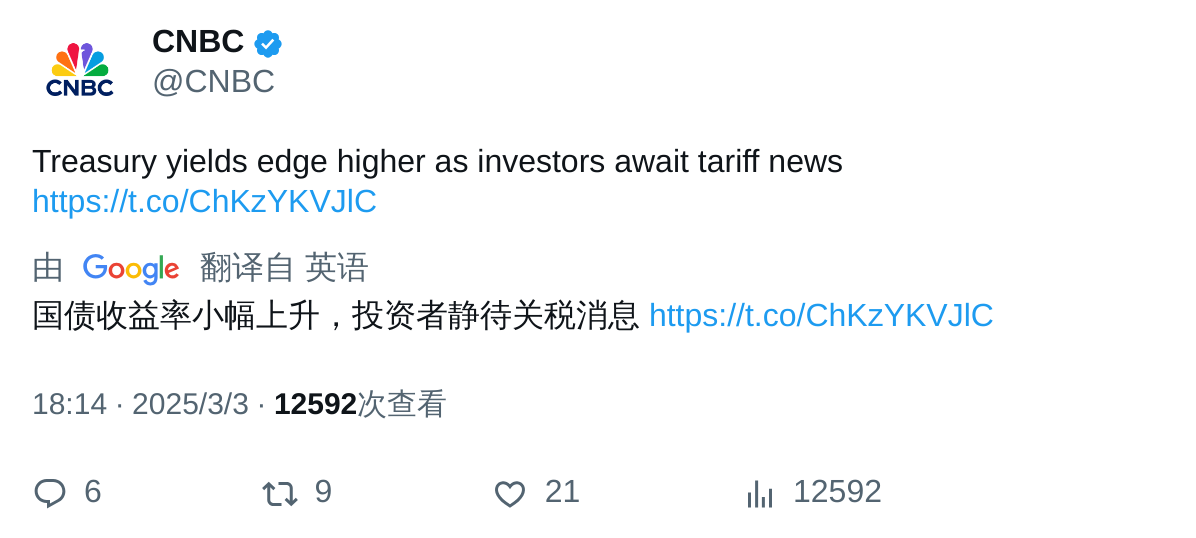 CNBC
CNBC
@CNBC
Treasury yields edge higher as investors await tariff news
https://t.co/ChKzYKVJlC
由 Google 翻译自 英语
国债收益率小幅上升，投资者静待关税消息 https://t.co/ChKzYKVJlC
18:14 · 2025/3/3 · 12592次查看
6 9 21 12592